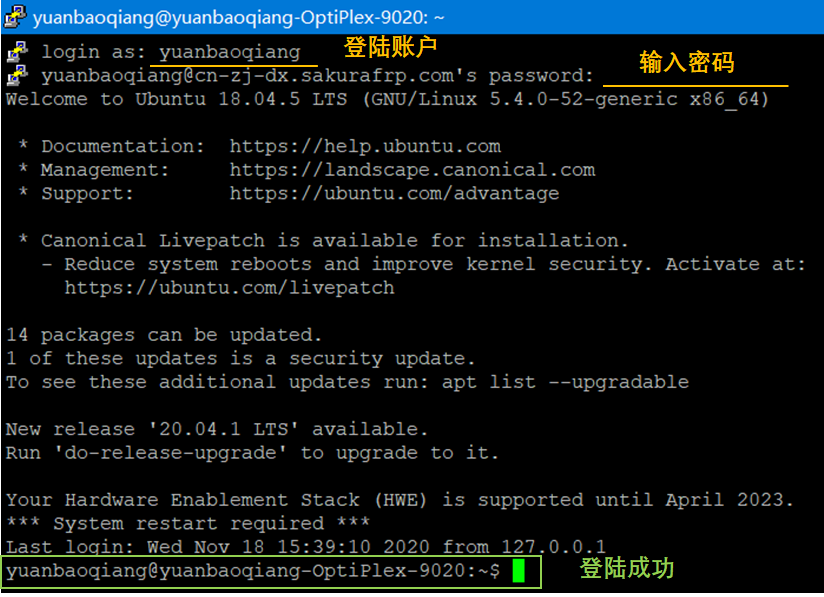 yuanbaoqiang@yuanbaoqiang-OptiPlex-9020: ~
login as: yuanbaoqiang 登陆账户
yuanbaoqiang@cn-zj-dx.sakurafrp.com's password: 输入密码
Welcome to Ubuntu 18.04.5 LTS (GNU/Linux 5.4.0-52-generic x86_64)
* Documentation: https://help.ubuntu.com
* Management: https://landscape.canonical.com
* Support: https://ubuntu.com/advantage
* Canonical Livepatch is available for installation.
- Reduce system reboots and improve kernel security. Activate at:
https://ubuntu.com/livepatch
14 packages can be updated.
1 of these updates is a security update.
To see these additional updates run: apt list --upgradable
New release '20.04.1 LTS' available.
Run 'do-release-upgrade' to upgrade to it.
Your Hardware Enablement Stack (HWE) is supported until April 2023.
*** System restart required ***
Last login: Wed Nov 18 15:39:10 2020 from 127.0.0.1
yuanbaoqiang@yuanbaoqiang-OptiPlex-9020:~$ 登陆成功